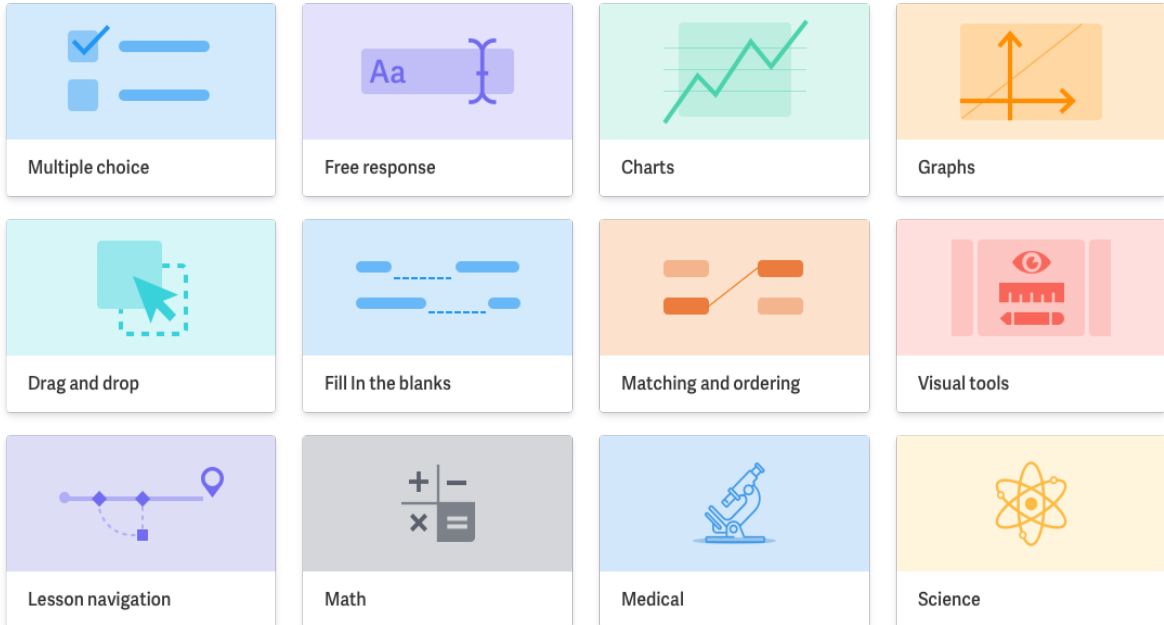 Aa
Multiple choice
Free response
Charts
Graphs
Drag and drop
Fill In the blanks
Matching and ordering
Visual tools
Lesson navigation
Math
Medical
Science